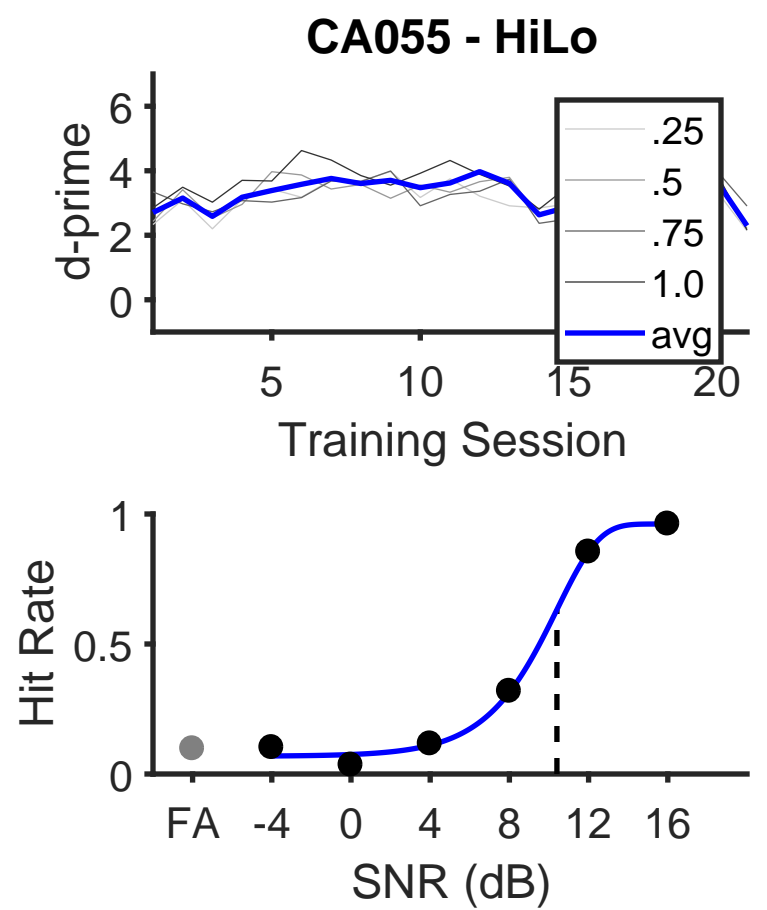 CA055 - HiLo
6
4
2
0
d-prime
.25
.5
.75
1.0
avg
5 10 15 20
Training Session
1
0.5
0
Hit Rate
FA -4 0 4 8 12 16
SNR (dB)